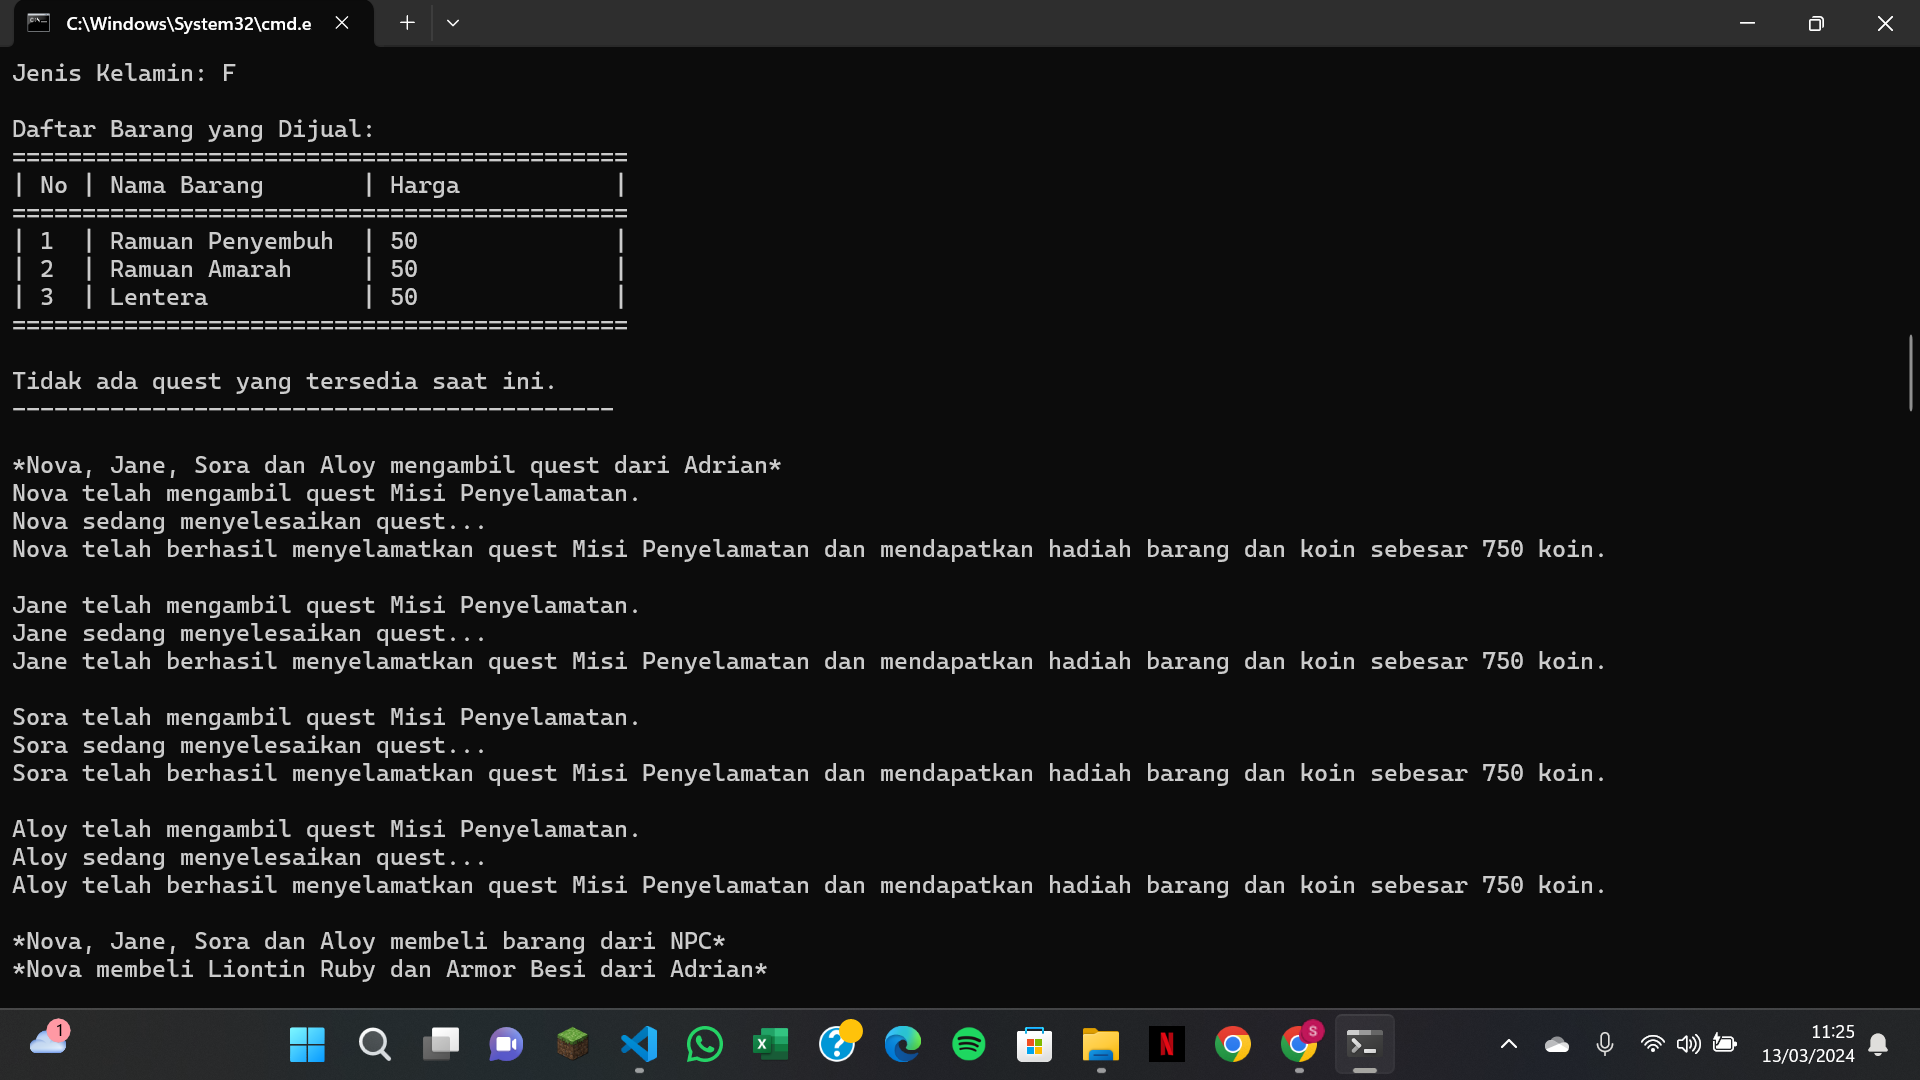 C:\Windows\System32\cmd.e
Jenis Kelamin: F
Daftar Barang yang Dijual:
============================================
| No | Nama Barang       | Harga           |
============================================
| 1  | Ramuan Penyembuh  | 50              |
| 2  | Ramuan Amarah     | 50              |
| 3  | Lentera           | 50              |
============================================
Tidak ada quest yang tersedia saat ini.
-------------------------------------------
*Nova, Jane, Sora dan Aloy mengambil quest dari Adrian*
Nova telah mengambil quest Misi Penyelamatan.
Nova sedang menyelesaikan quest...
Nova telah berhasil menyelamatkan quest Misi Penyelamatan dan mendapatkan hadiah barang dan koin sebesar 750 koin.
Jane telah mengambil quest Misi Penyelamatan.
Jane sedang menyelesaikan quest...
Jane telah berhasil menyelamatkan quest Misi Penyelamatan dan mendapatkan hadiah barang dan koin sebesar 750 koin.
Sora telah mengambil quest Misi Penyelamatan.
Sora sedang menyelesaikan quest...
Sora telah berhasil menyelamatkan quest Misi Penyelamatan dan mendapatkan hadiah barang dan koin sebesar 750 koin.
Aloy telah mengambil quest Misi Penyelamatan.
Aloy sedang menyelesaikan quest...
Aloy telah berhasil menyelamatkan quest Misi Penyelamatan dan mendapatkan hadiah barang dan koin sebesar 750 koin.
*Nova, Jane, Sora dan Aloy membeli barang dari NPC*
*Nova membeli Liontin Ruby dan Armor Besi dari Adrian*
1
S
11:25
13/03/2024